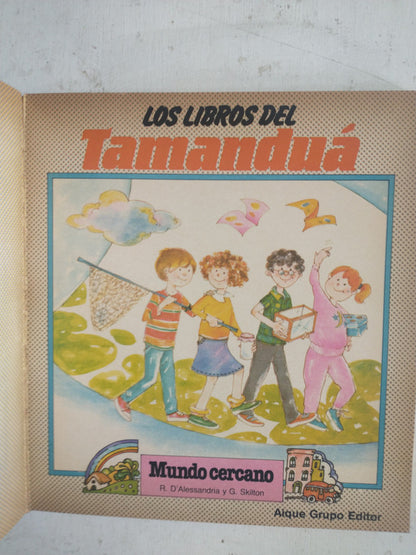 LOS LIBROS DEL
Tamanduá
Mundo cercano
R. D'Alessandria y G. Skilton
Aique Grupo Editor